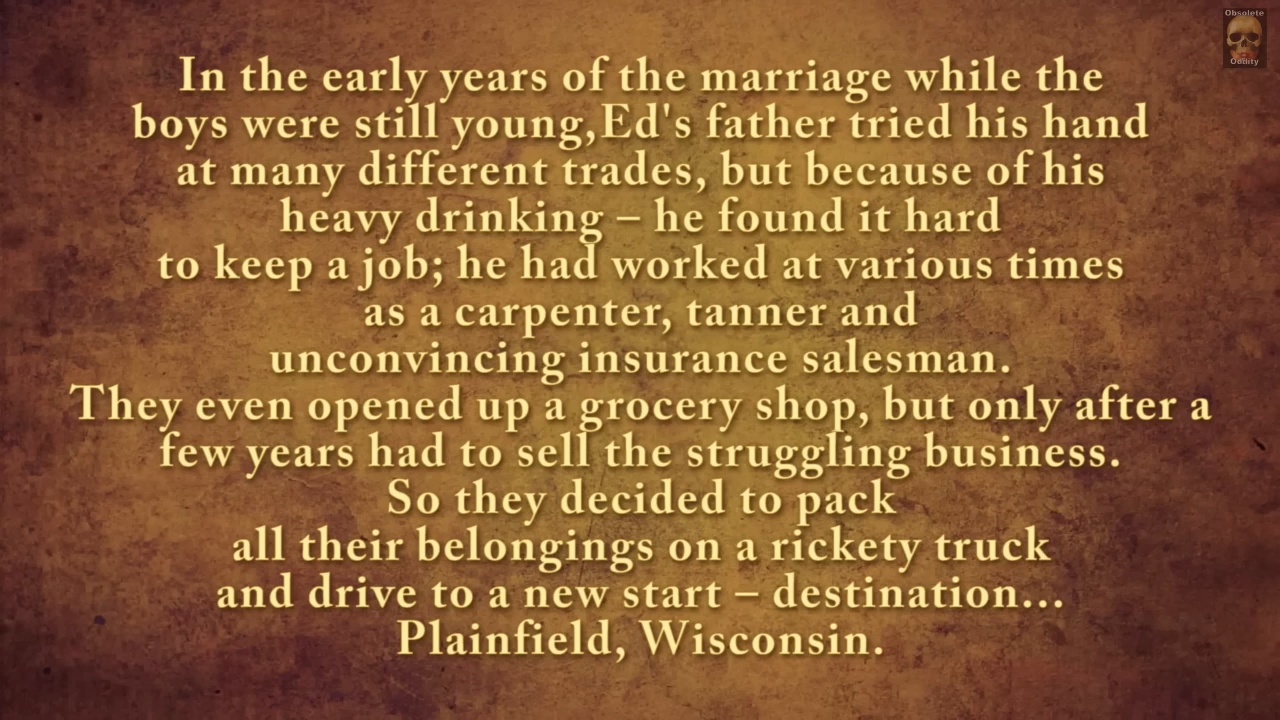 Obsolete
Oddity
In the early years of the marriage while the
boys were still young,Ed's father tried his hand
at many different trades, but because of his
heavy drinking – he found it hard
to keep a job; he had worked at various times
as a carpenter, tanner and
unconvincing insurance salesman.
They even opened up a grocery shop, but only after a
few years had to sell the struggling business.
So they decided to pack
all their belongings on a rickety truck
and drive to a new start – destination...
Plainfield, Wisconsin.